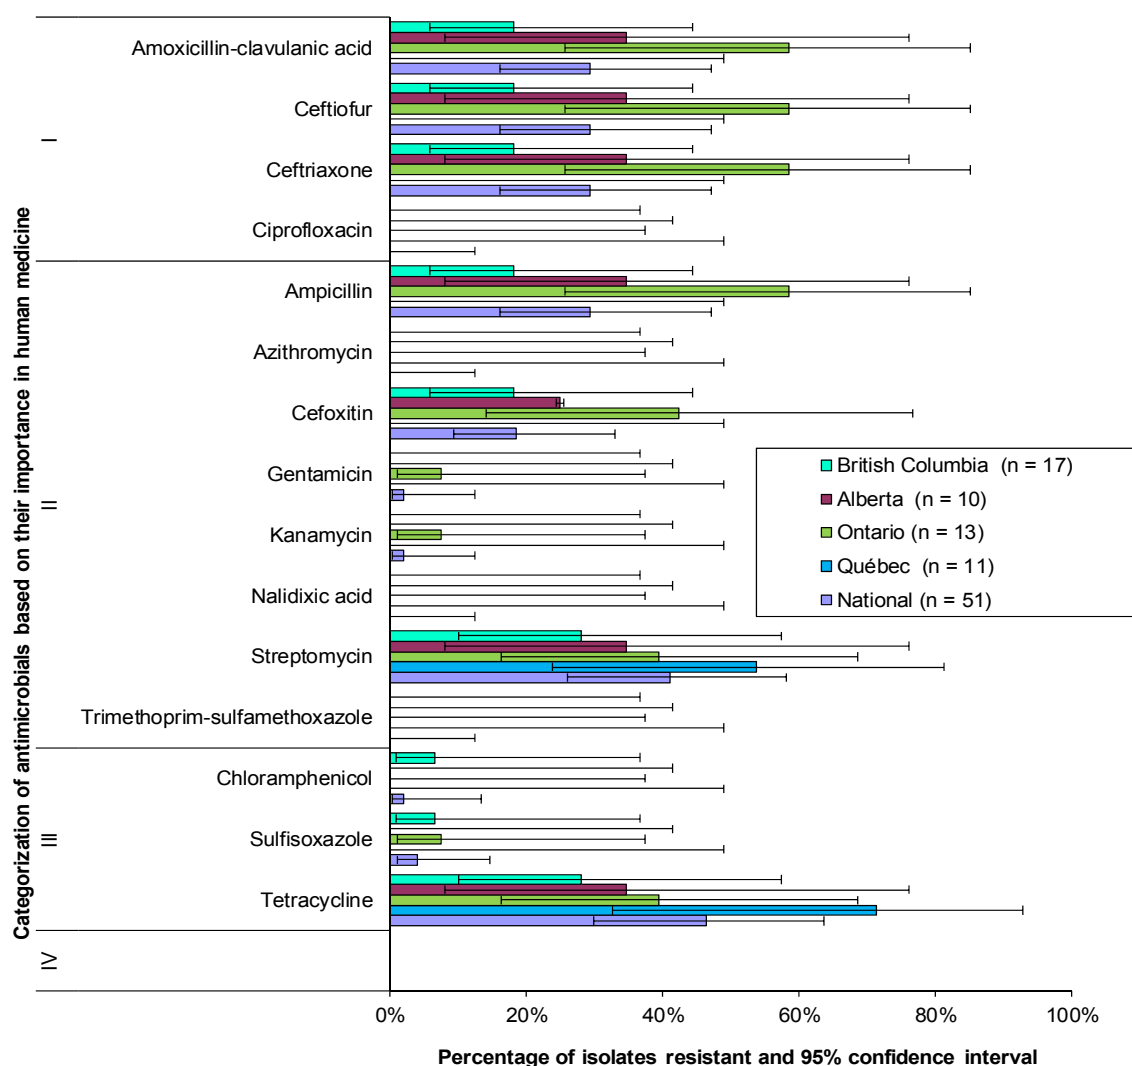 Categorization of antimicrobials based on their importance in human medicine
I
Amoxicillin-clavulanic acid
Ceftiofur
Ceftriaxone
Ciprofloxacin
II
Ampicillin
Azithromycin
Cefoxitin
Gentamicin
Kanamycin
Nalidixic acid
Streptomycin
Trimethoprim-sulfamethoxazole
III
Chloramphenicol
Sulfisoxazole
Tetracycline
IV
British Columbia (n = 17)
Alberta (n = 10)
Ontario (n = 13)
Québec (n = 11)
National (n = 51)
0% 20% 40% 60% 80% 100%
Percentage of isolates resistant and 95% confidence interval